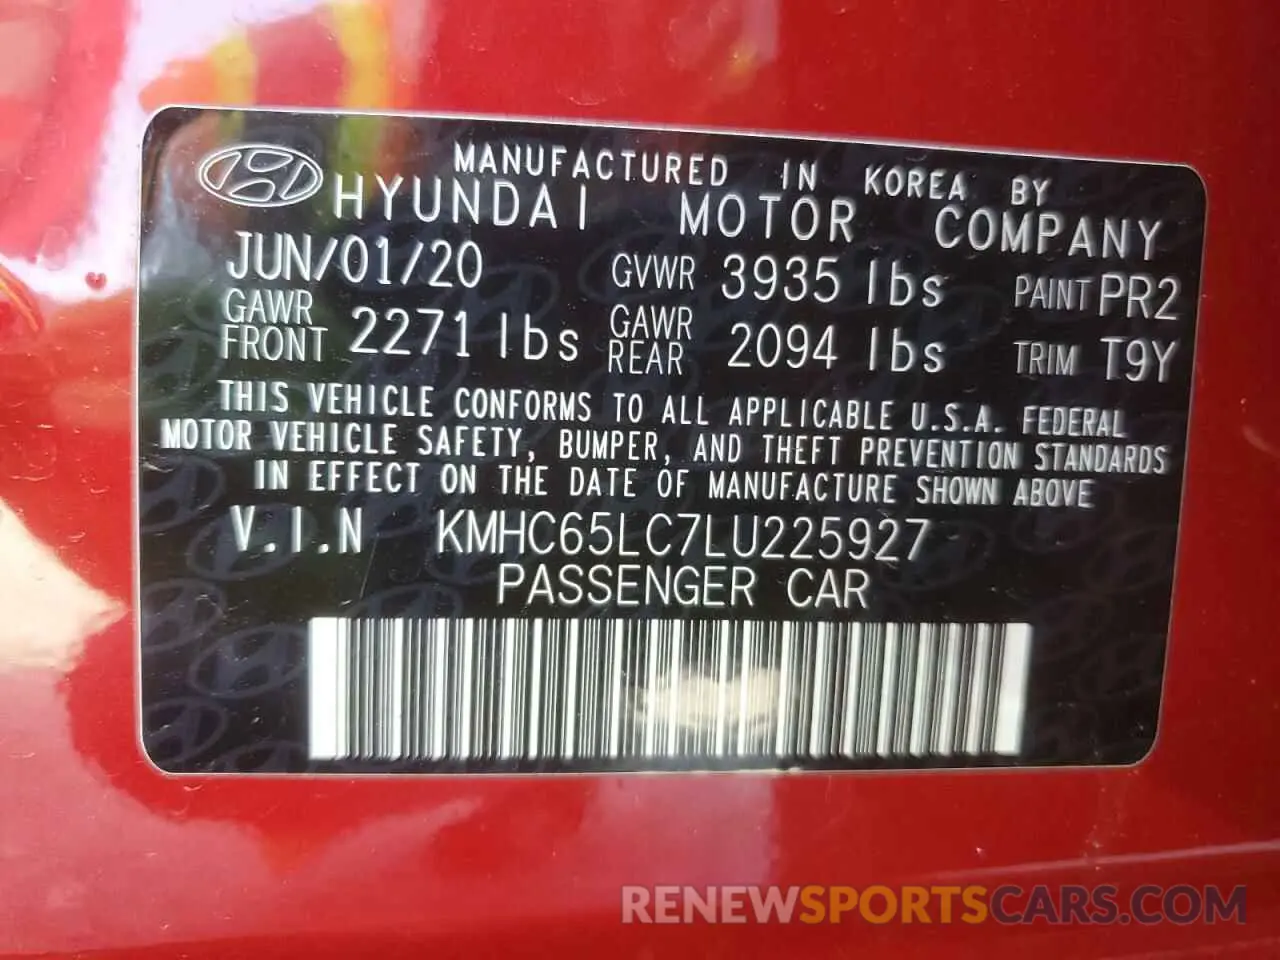 MANUFACTURED IN KOREA BY
HYUNDAI MOTOR COMPANY
JUN/01/20 GVWR 3935 lbs PAINT PR2
GAWR FRONT 2271 lbs GAWR REAR 2094 lbs TRIM T9Y
THIS VEHICLE CONFORMS TO ALL APPLICABLE U.S.A. FEDERAL
MOTOR VEHICLE SAFETY, BUMPER, AND THEFT PREVENTION STANDARDS
IN EFFECT ON THE DATE OF MANUFACTURE SHOWN ABOVE
V.I.N KMHC65LC7LU225927
PASSENGER CAR
RENEWSPORTSCARS.COM